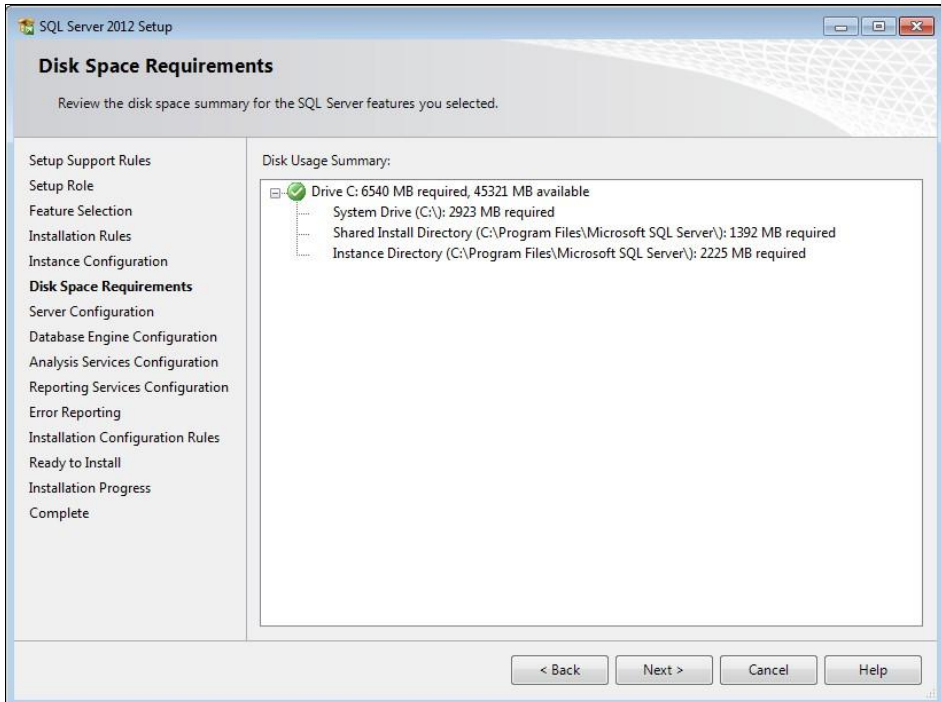 SQL Server 2012 Setup
Disk Space Requirements
Review the disk space summary for the SQL Server features you selected.
Setup Support Rules
Setup Role
Feature Selection
Installation Rules
Instance Configuration
Disk Space Requirements
Server Configuration
Database Engine Configuration
Analysis Services Configuration
Reporting Services Configuration
Error Reporting
Installation Configuration Rules
Ready to Install
Installation Progress
Complete
Disk Usage Summary:
Drive C: 6540 MB required, 45321 MB available
System Drive (C:\): 2923 MB required
Shared Install Directory (C:\Program Files\Microsoft SQL Server\): 1392 MB required
Instance Directory (C:\Program Files\Microsoft SQL Server\): 2225 MB required
< Back
Next >
Cancel
Help